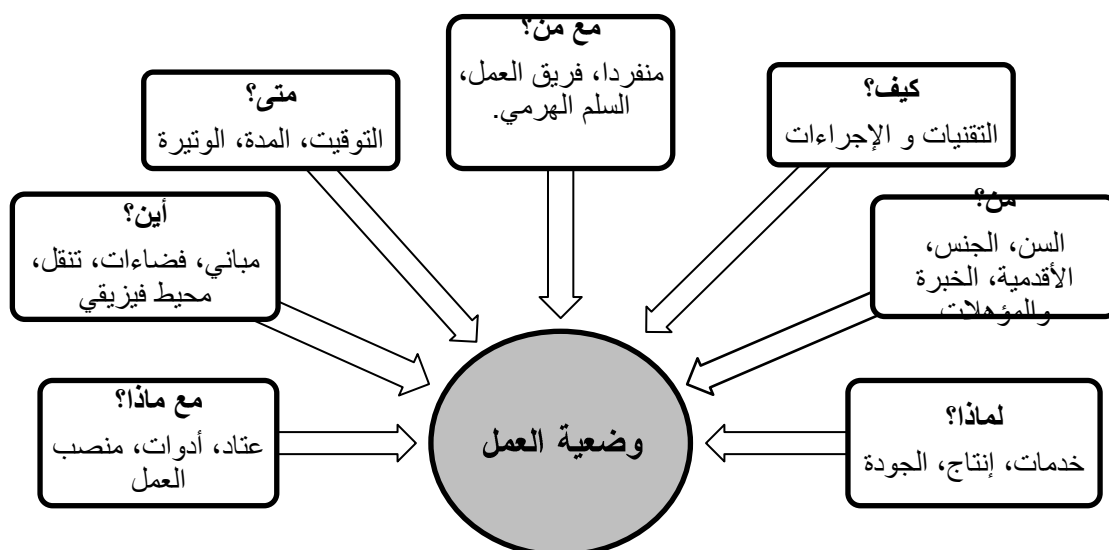 مع من؟
منفردا، فريق العمل،
السلم الهرمي.
كيف؟
التقنيات و الإجراءات
متى؟
التوقيت، المدة، الوتيرة
من؟
السن، الجنس،
الأقدمية، الخبرة
والمؤهلات
أين؟
مباني، فضاءات، تنقل،
محيط فيزيقي
لماذا؟
خدمات، إنتاج، الجودة
مع ماذا؟
عتاد، أدوات، منصب
العمل
وضعية العمل